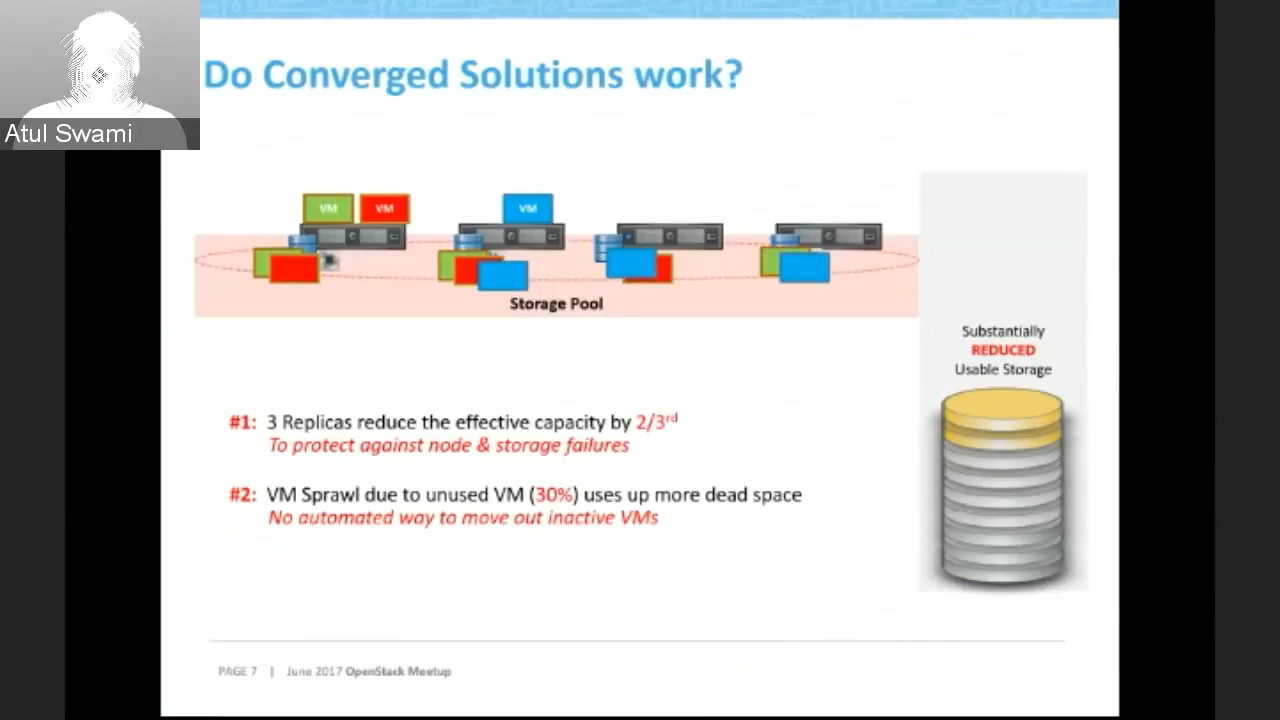 Do Converged Solutions work?
Atul Swami
VM VM VM
Storage Pool
Substantially
REDUCED
Usable Storage
#1: 3 Replicas reduce the effective capacity by 2/3rd
To protect against node & storage failures
#2: VM Sprawl due to unused VM (30%) uses up more dead space
No automated way to move out inactive VMs
PAGE 7 | June 2017 OpenStack Meetup